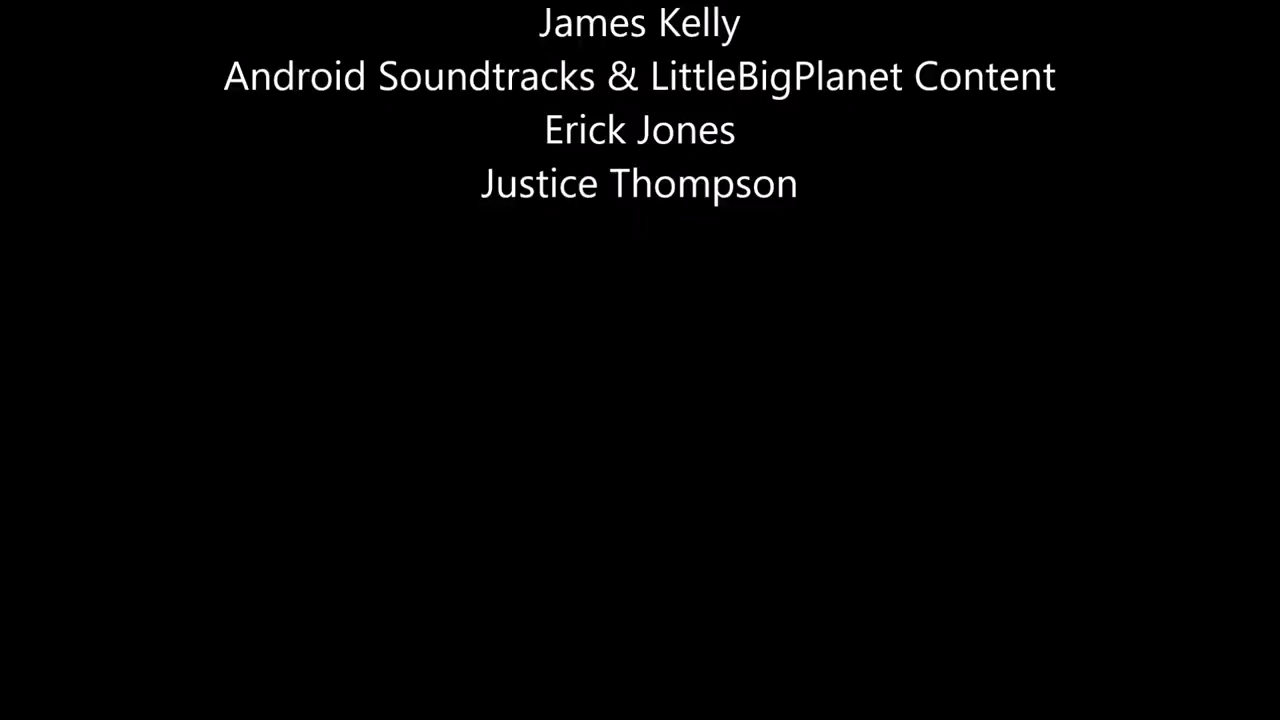 James Kelly
Android Soundtracks & LittleBigPlanet Content
Erick Jones
Justice Thompson